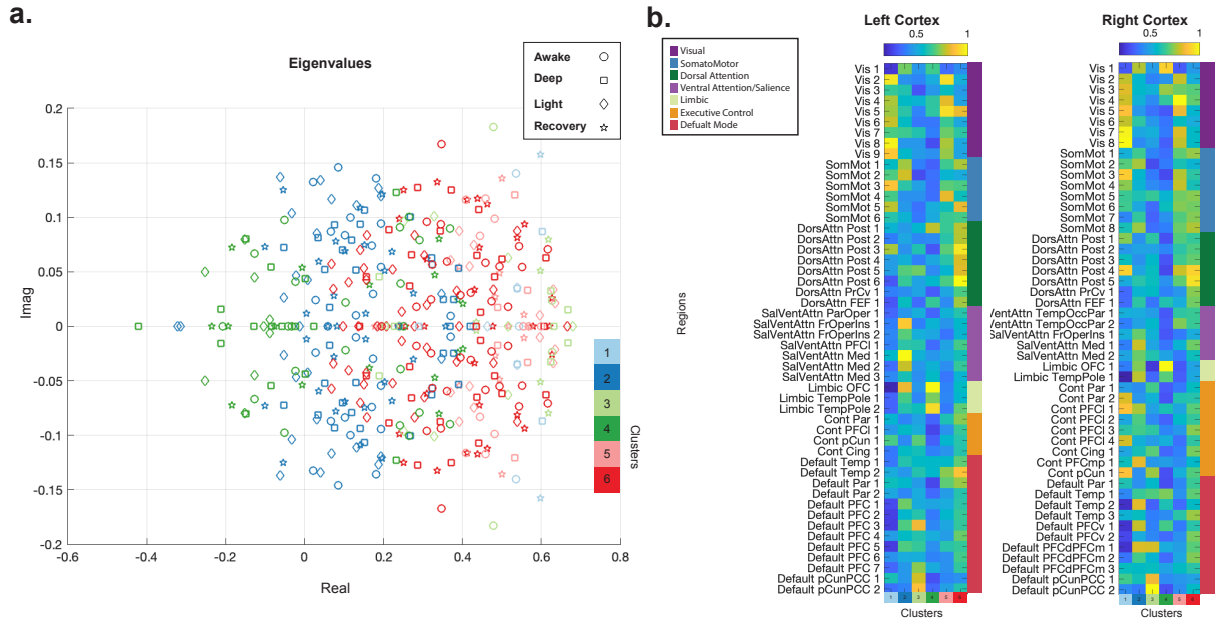 a.
Eigenvalues
Awake
Deep
Light
Recovery
0.2
0.15
0.1
0.05
0
-0.05
-0.1
-0.15
-0.2
Imag
-0.6
-0.4
-0.2
0
0.2
0.4
0.6
0.8
Real
1
2
3
4
5
6
Clusters
b.
Visual
SomatoMotor
Dorsal Attention
Ventral Attention/Salience
Limbic
Executive Control
Defualt Mode
Regions
Left Cortex
0.5
1
Vis 1
Vis 2
Vis 3
Vis 4
Vis 5
Vis 6
Vis 7
Vis 8
Vis 9
SomMot 1
SomMot 2
SomMot 3
SomMot 4
SomMot 5
SomMot 6
DorsAttn Post 1
DorsAttn Post 2
DorsAttn Post 3
DorsAttn Post 4
DorsAttn Post 5
DorsAttn Post 6
DorsAttn PrCv 1
DorsAttn FEF 1
SalVentAttn ParOper 1
SalVentAttn FrOperIns 1
SalVentAttn FrOperIns 2
SalVentAttn PFCl 1
SalVentAttn Med 1
SalVentAttn Med 2
SalVentAttn Med 3
Limbic OFC 1
Limbic TempPole 1
Limbic TempPole 2
Cont Par 1
Cont PFCl 1
Cont pCun 1
Cont Cing 1
Default Temp 1
Default Temp 2
Default Par 1
Default Par 2
Default PFC 1
Default PFC 2
Default PFC 3
Default PFC 4
Default PFC 5
Default PFC 6
Default PFC 7
Default pCunPCC 1
Default pCunPCC 2
1 2 3 4 5 6
Clusters
Right Cortex
0.5
1
Vis 1
Vis 2
Vis 3
Vis 4
Vis 5
Vis 6
Vis 7
Vis 8
SomMot 1
SomMot 2
SomMot 3
SomMot 4
SomMot 5
SomMot 6
SomMot 7
SomMot 8
DorsAttn Post 1
DorsAttn Post 2
DorsAttn Post 3
DorsAttn Post 4
DorsAttn Post 5
DorsAttn PrCv 1
DorsAttn FEF 1
VentAttn TempOccPar 1
VentAttn TempOccPar 2
VentAttn FrOperIns 1
SalVentAttn Med 1
SalVentAttn Med 2
Limbic OFC 1
Limbic TempPole 1
Cont Par 1
Cont Par 2
Cont PFCl 1
Cont PFCl 2
Cont PFCl 3
Cont PFCl 4
Cont Cing 1
Cont PFCmp 1
Cont pCun 1
Default Par 1
Default Temp 1
Default Temp 2
Default Temp 3
Default PFCv 1
Default PFCv 2
Default PFCdPFCm 1
Default PFCdPFCm 2
Default PFCdPFCm 3
Default pCunPCC 1
Default pCunPCC 2
1 2 3 4 5 6
Clusters